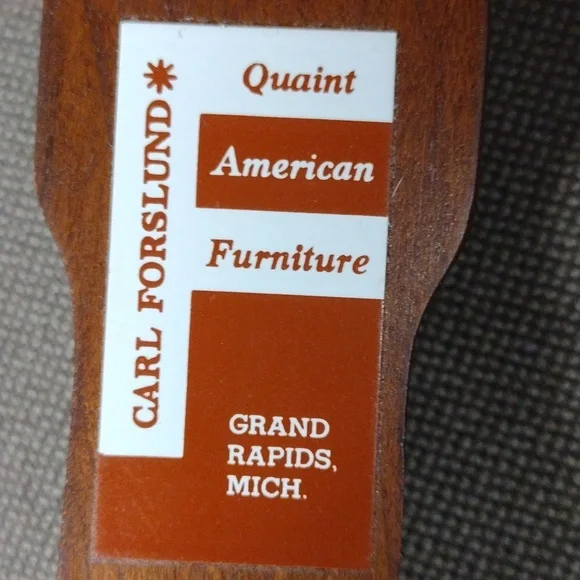 CARL FORSLUND
Quaint
American
Furniture
GRAND
RAPIDS,
MICH.